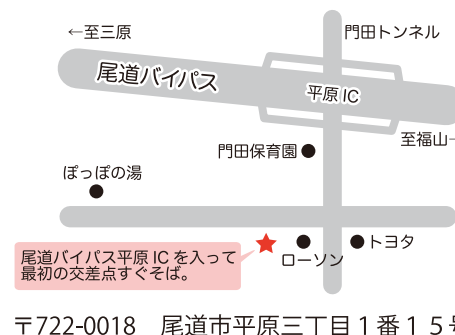 ←至三原
門田トンネル
尾道バイパス
平原 IC
至福山
門田保育園
ぽっぽの湯
トヨタ
ローソン
尾道バイパス平原 IC を入って
最初の交差点すぐそば。
〒722-0018　尾道市平原三丁目１番１５号